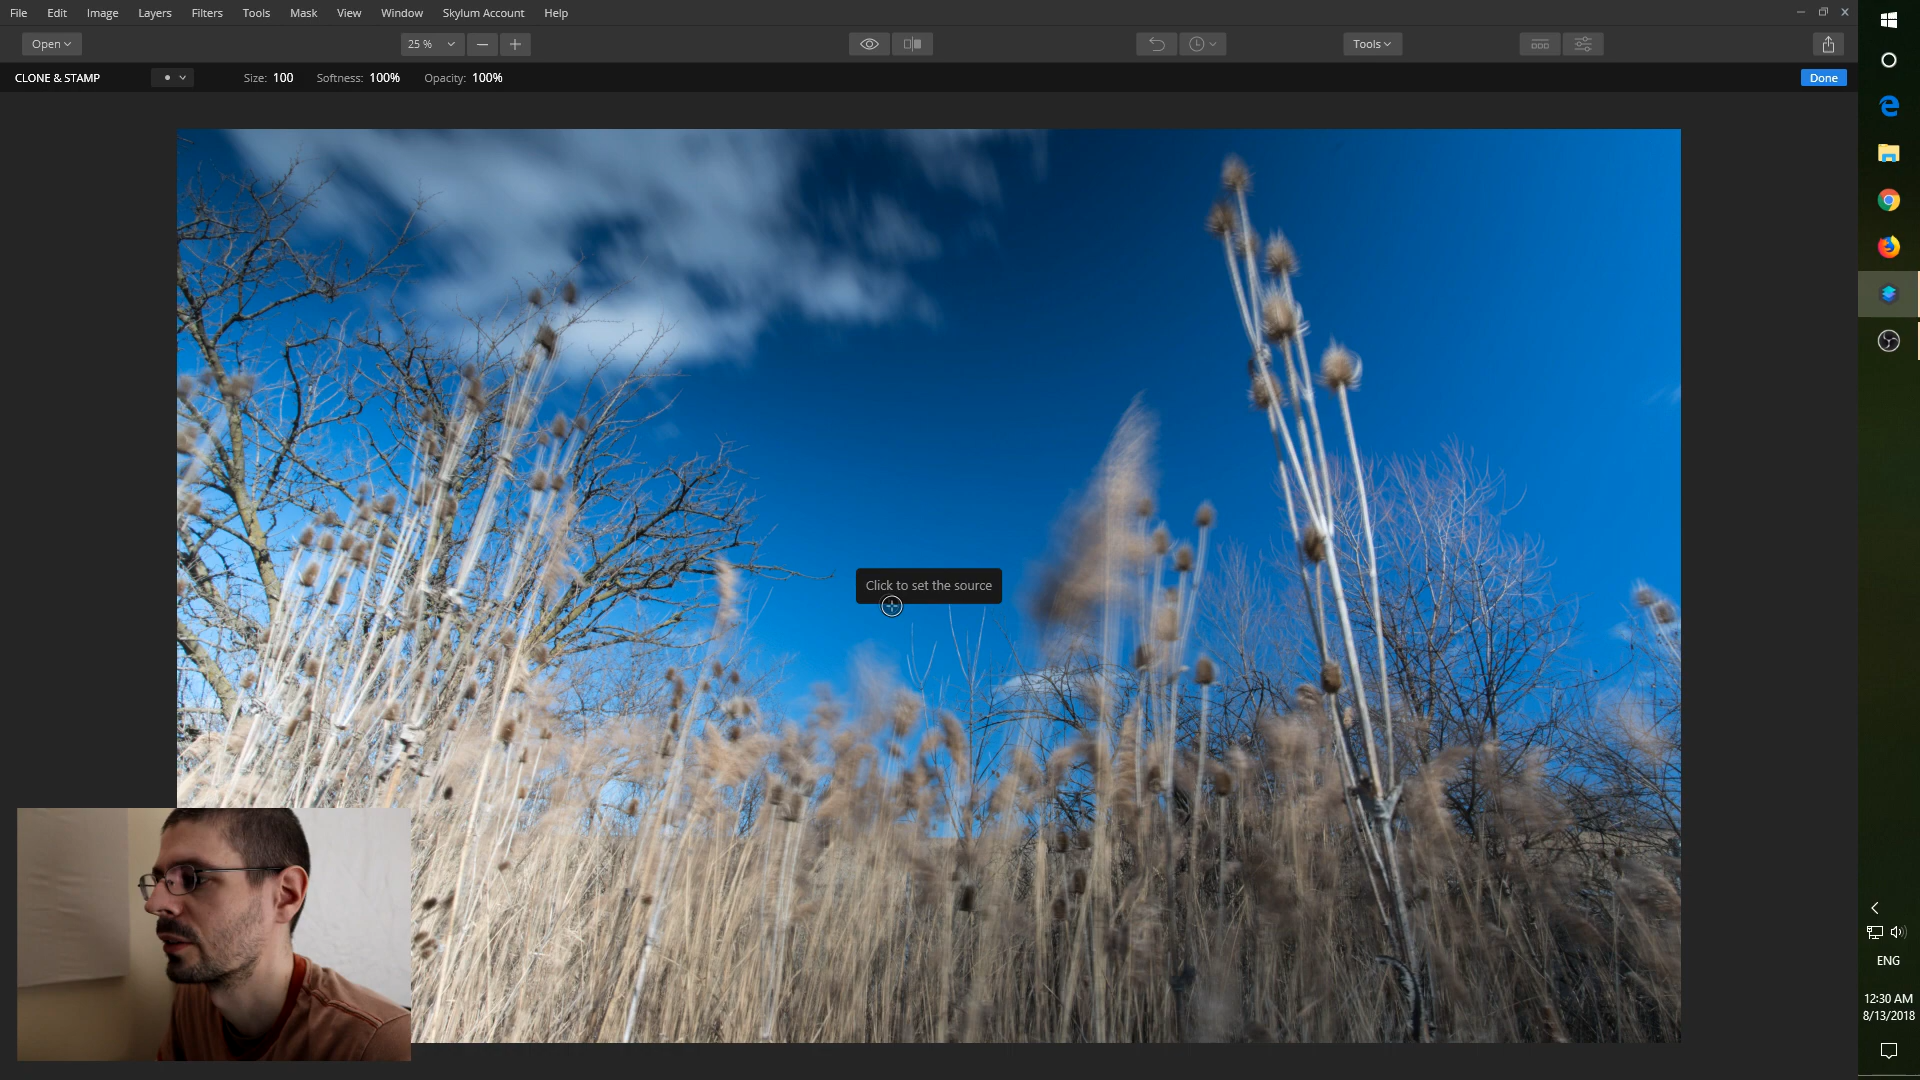 File Edit Image Layers Filters Tools Mask View Window Skylum Account Help
Open 25 % Tools
CLONE & STAMP Size: 100 Softness: 100% Opacity: 100% Done
Click to set the source
ENG
12:30 AM
8/13/2018